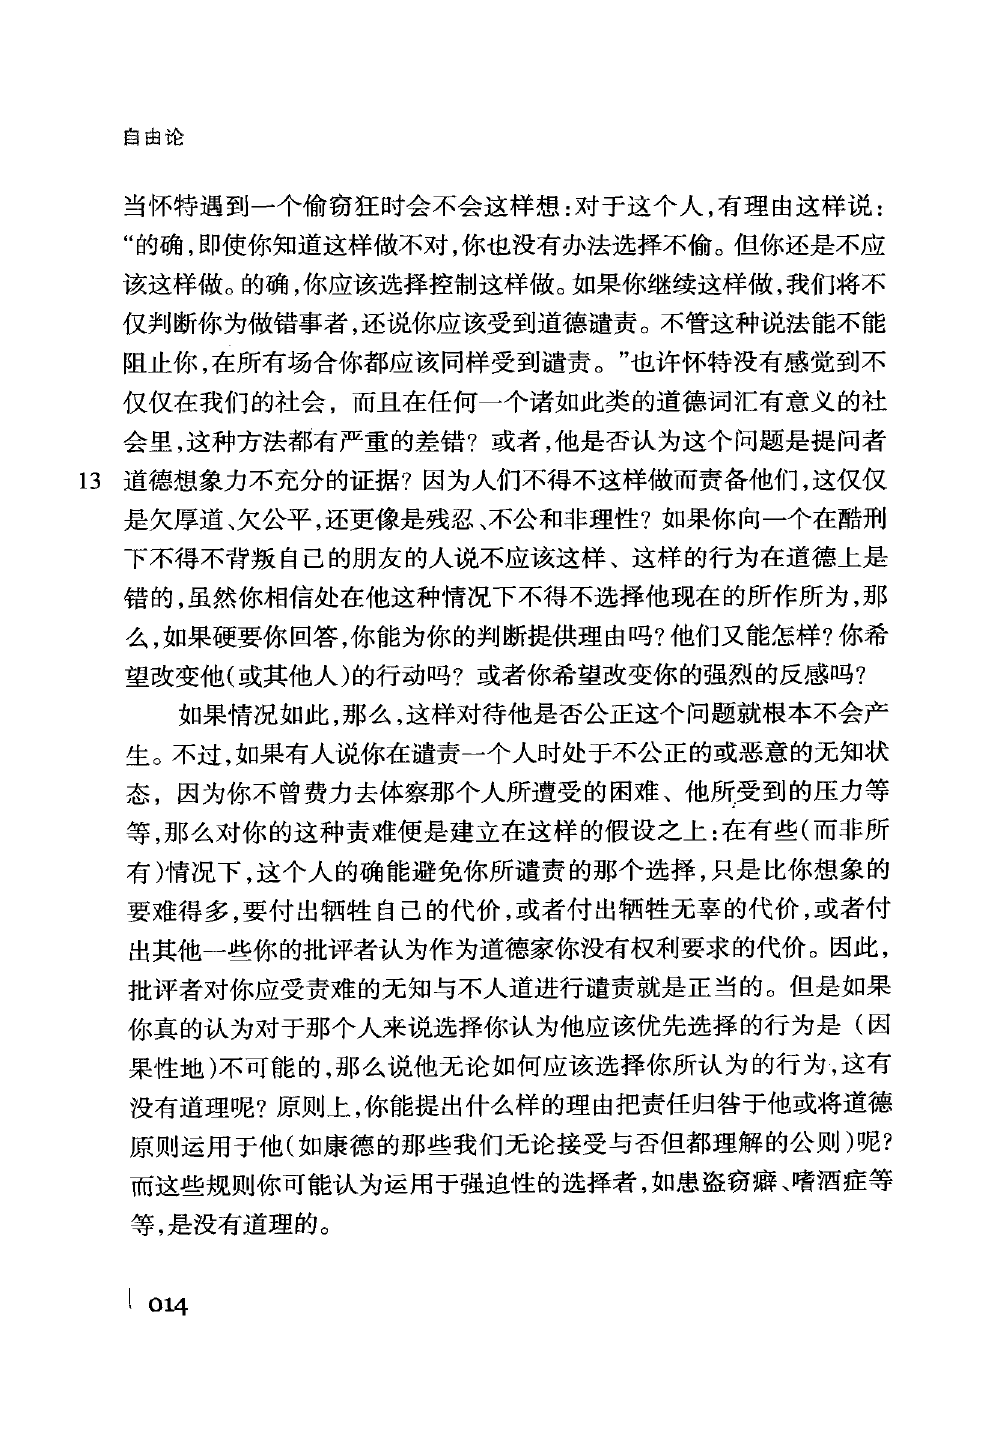 自由论
当怀特遇到一个偷窃狂时会不会这样想:对于这个人,有理由这样说:
“的确,即使你知道这样做不对,你也没有办法选择不偷。但你还是不应
该这样做。的确,你应该选择控制这样做。如果你继续这样做,我们将不
仅判断你为做错事者,还说你应该受到道德谴责。不管这种说法能不能
阻止你,在所有场合你都应该同样受到谴责。”也许怀特没有感觉到不
仅仅在我们的社会,而且在任何一个诸如此类的道德词汇有意义的社
会里,这种方法都有严重的差错?或者,他是否认为这个问题是提问者
13 道德想象力不充分的证据?因为人们不得不这样做而责备他们,这仅仅
是欠厚道、欠公平,还更像是残忍、不公和非理性?如果你向一个在酷刑
下不得不背叛自己的朋友的人说不应该这样、这样的行为在道德上是
错的,虽然你相信处在他这种情况下不得不选择他现在的所作所为,那
么,如果硬要你回答,你能为你的判断提供理由吗?他们又能怎样?你希
望改变他(或其他人)的行动吗?或者你希望改变你的强烈的反感吗?
如果情况如此,那么,这样对待他是否公正这个问题就根本不会产
生。不过,如果有人说你在谴责一个人时处于不公正的或恶意的无知状
态,因为你不曾费力去体察那个人所遭受的困难、他所受到的压力等
等,那么对你的这种责难便是建立在这样的假设之上:在有些(而非所
有)情况下,这个人的确能避免你所谴责的那个选择,只是比你想象的
要难得多,要付出牺牲自己的代价,或者付出牺牲无辜的代价,或者付
出其他一些你的批评者认为作为道德家你没有权利要求的代价。因此,
批评者对你应受责难的无知与不人道进行谴责就是正当的。但是如果
你真的认为对于那个人来说选择你认为他应该优先选择的行为是(因
果性地)不可能的,那么说他无论如何应该选择你所认为的行为,这有
没有道理呢?原则上,你能提出什么样的理由把责任归咎于他或将道德
原则运用于他(如康德的那些我们无论接受与否但都理解的公则)呢?
而这些规则你可能认为运用于强迫性的选择者,如患盗窃癖、嗜酒症等
等,是没有道理的。
014